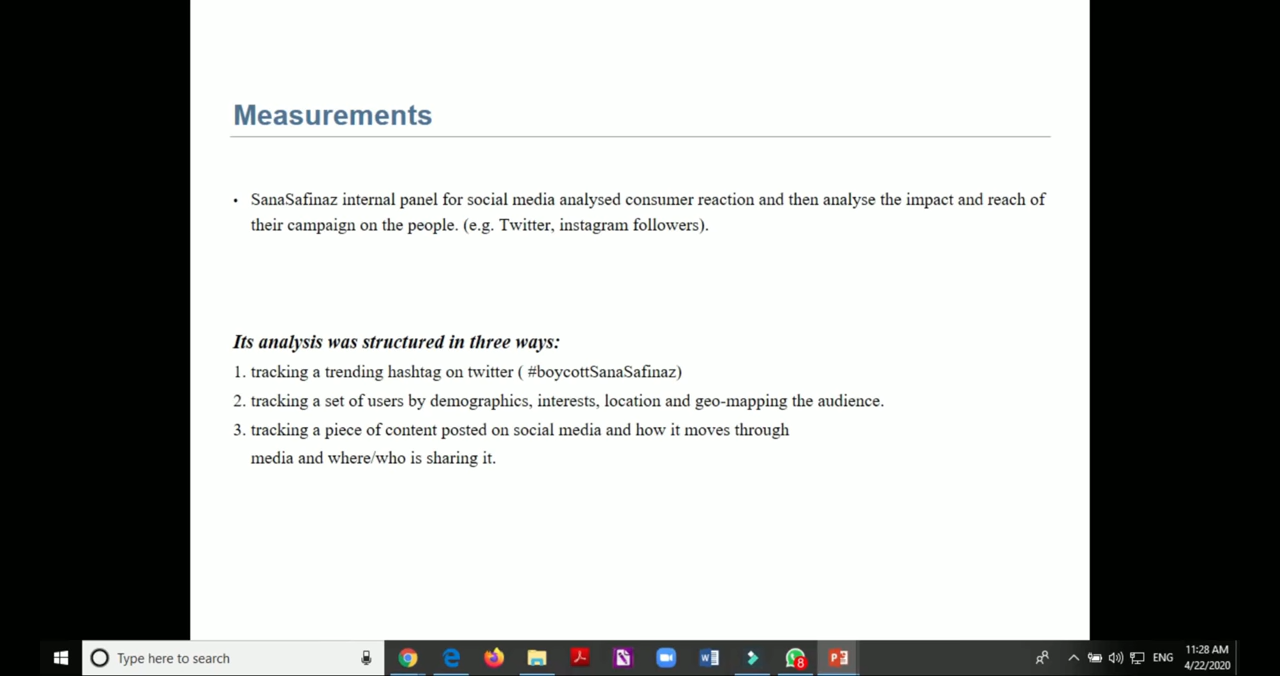 Measurements
• SanaSafinaz internal panel for social media analysed consumer reaction and then analyse the impact and reach of
their campaign on the people. (e.g. Twitter, instagram followers).
Its analysis was structured in three ways:
1. tracking a trending hashtag on twitter ( #boycottSanaSafinaz)
2. tracking a set of users by demographics, interests, location and geo-mapping the audience.
3. tracking a piece of content posted on social media and how it moves through
media and where/who is sharing it.
Type here to search
8
ENG
11:28 AM
4/22/2020